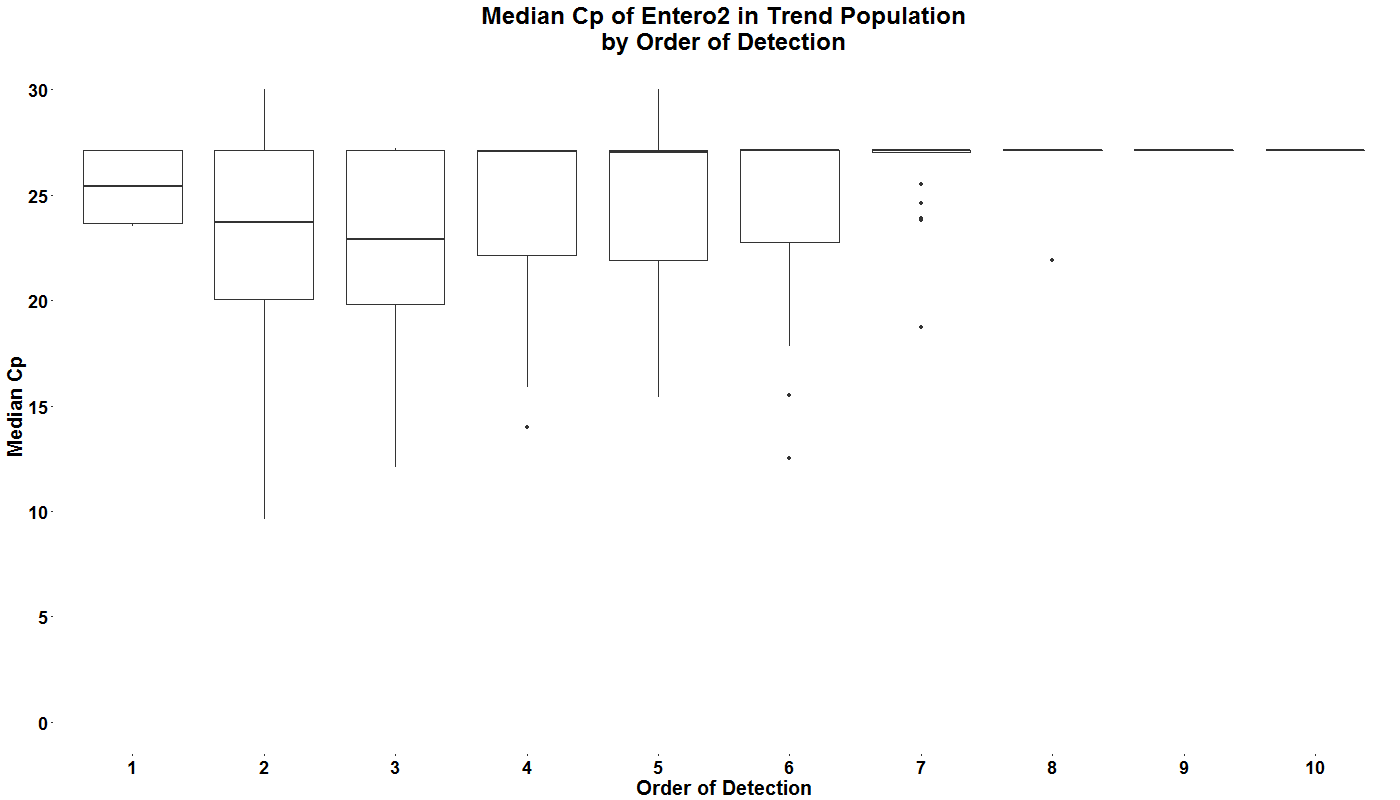 Median Cp of Entero2 in Trend Population
by Order of Detection
30
25
20
15
10
5
0
Median Cp
1 2 3 4 5 6 7 8 9 10
Order of Detection